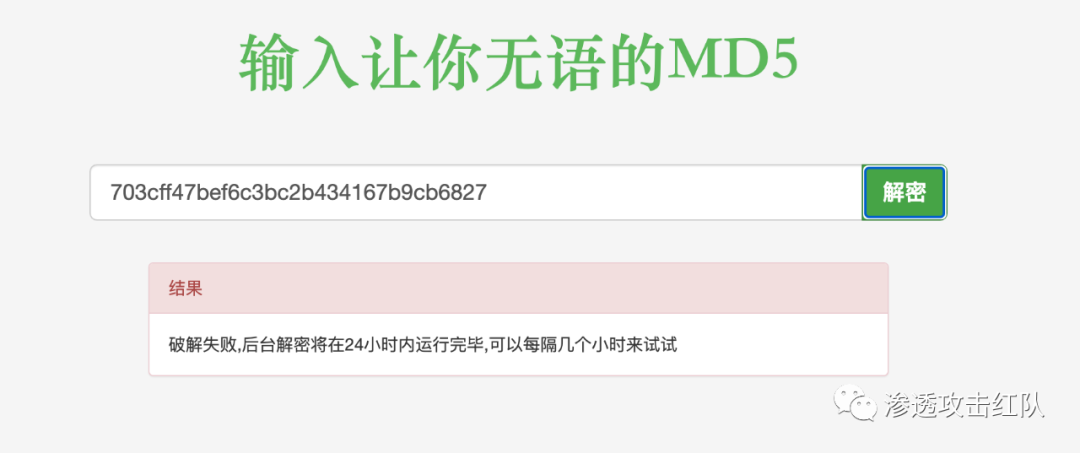 输入让你无语的MD5
703cff47bef6c3bc2b434167b9cb6827
解密
结果
破解失败,后台解密将在24小时内运行完毕,可以每隔几个小时来试试
渗透攻击红队